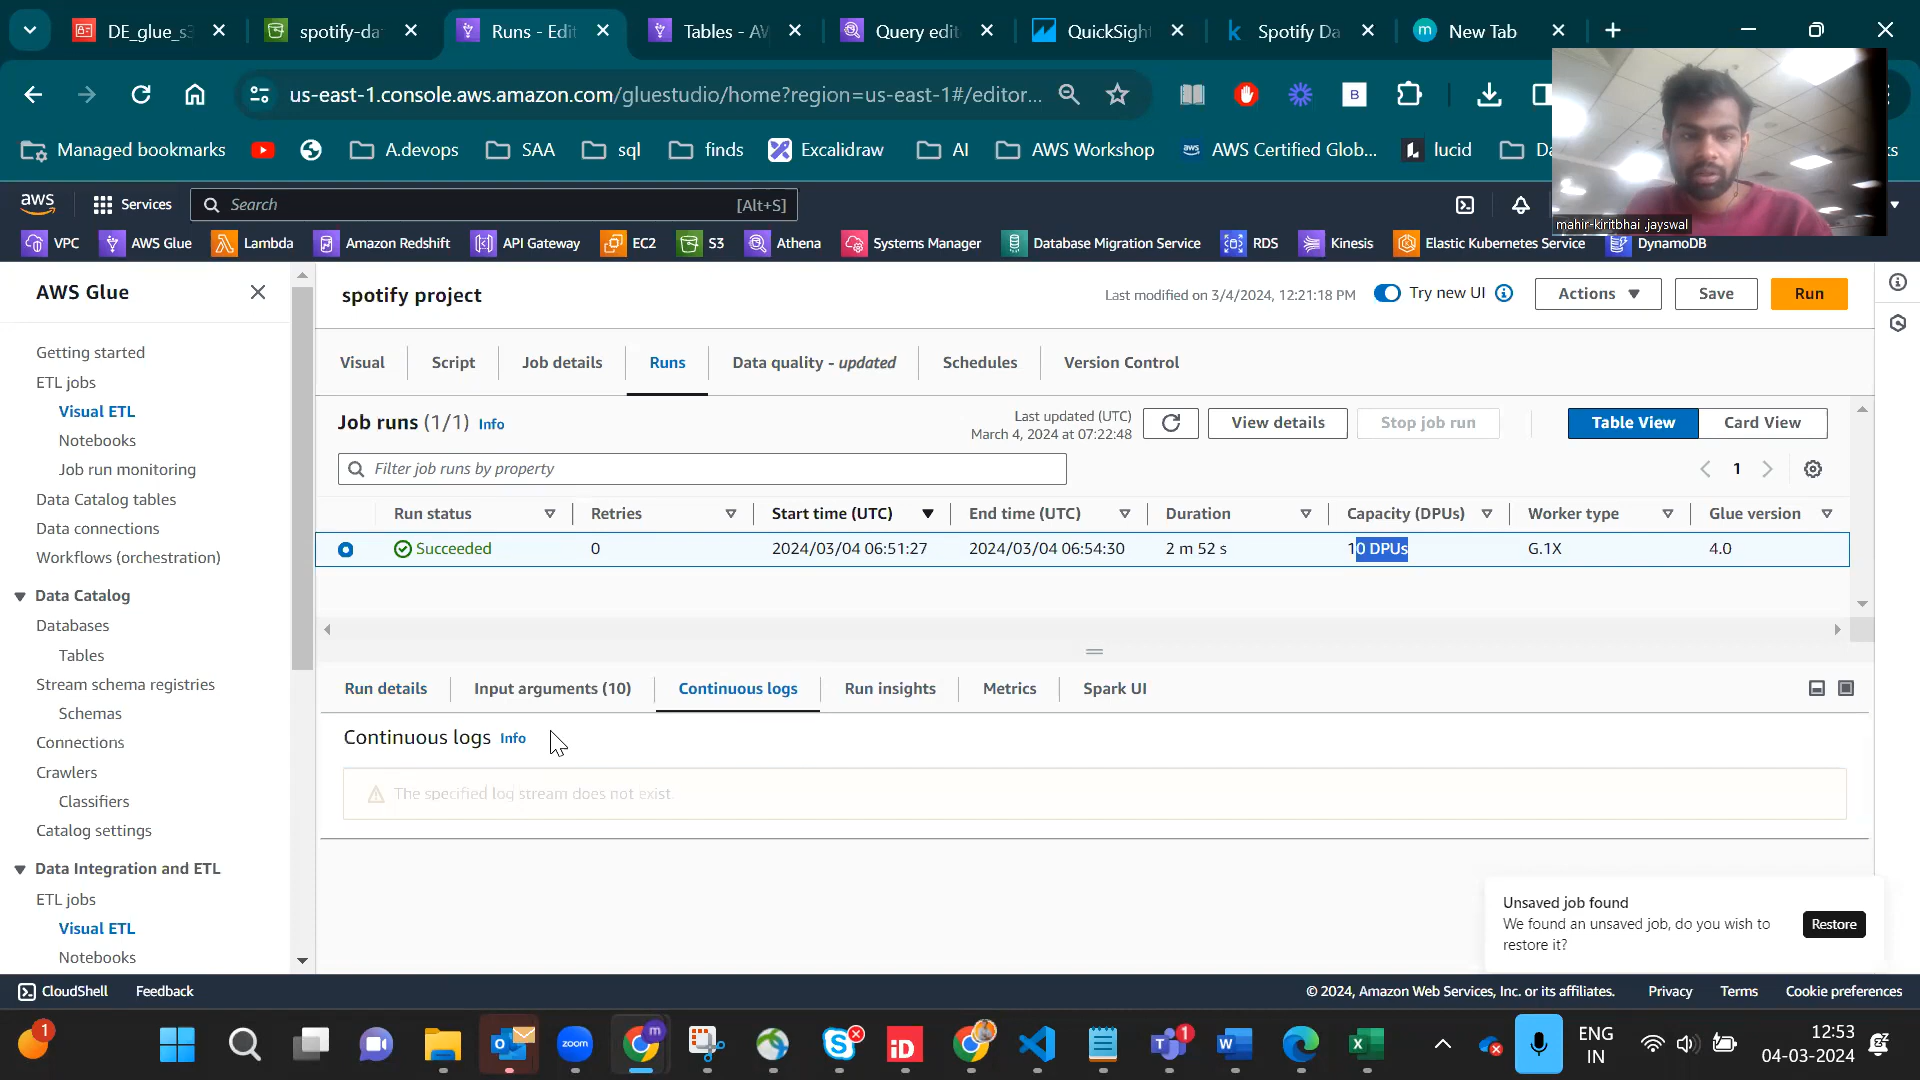 DE_glue_s3
spotify-da
Runs - Edit
Tables - AW
Query edit
QuickSigh
Spotify Da
New Tab
us-east-1.console.aws.amazon.com/gluestudio/home?region=us-east-1#/editor...
Managed bookmarks
A.devops
SAA
sql
finds
Excalidraw
AI
AWS Workshop
AWS Certified Glob...
lucid
mahir-kiritbhai .jayswal
aws
Services
Search
[Alt+S]
VPC
AWS Glue
Lambda
Amazon Redshift
API Gateway
EC2
S3
Athena
Systems Manager
Database Migration Service
RDS
Kinesis
Elastic Kubernetes Service
DynamoDB
AWS Glue
Getting started
ETL jobs
Visual ETL
Notebooks
Job run monitoring
Data Catalog tables
Data connections
Workflows (orchestration)
Data Catalog
Databases
Tables
Stream schema registries
Schemas
Connections
Crawlers
Classifiers
Catalog settings
Data Integration and ETL
ETL jobs
Visual ETL
Notebooks
spotify project
Last modified on 3/4/2024, 12:21:18 PM
Try new UI
Actions
Save
Run
Visual
Script
Job details
Runs
Data quality - updated
Schedules
Version Control
Job runs (1/1) Info
Last updated (UTC)
March 4, 2024 at 07:22:48
View details
Stop job run
Table View
Card View
Filter job runs by property
1
Run status
Retries
Start time (UTC)
End time (UTC)
Duration
Capacity (DPUs)
Worker type
Glue version
Succeeded
0
2024/03/04 06:51:27
2024/03/04 06:54:30
2 m 52 s
10 DPUs
G.1X
4.0
Run details
Input arguments (10)
Continuous logs
Run insights
Metrics
Spark UI
Continuous logs Info
The specified log stream does not exist.
Unsaved job found
We found an unsaved job, do you wish to
restore it?
Restore
CloudShell
Feedback
© 2024, Amazon Web Services, Inc. or its affiliates.
Privacy
Terms
Cookie preferences
1
zoom
1
ENG
IN
12:53
04-03-2024